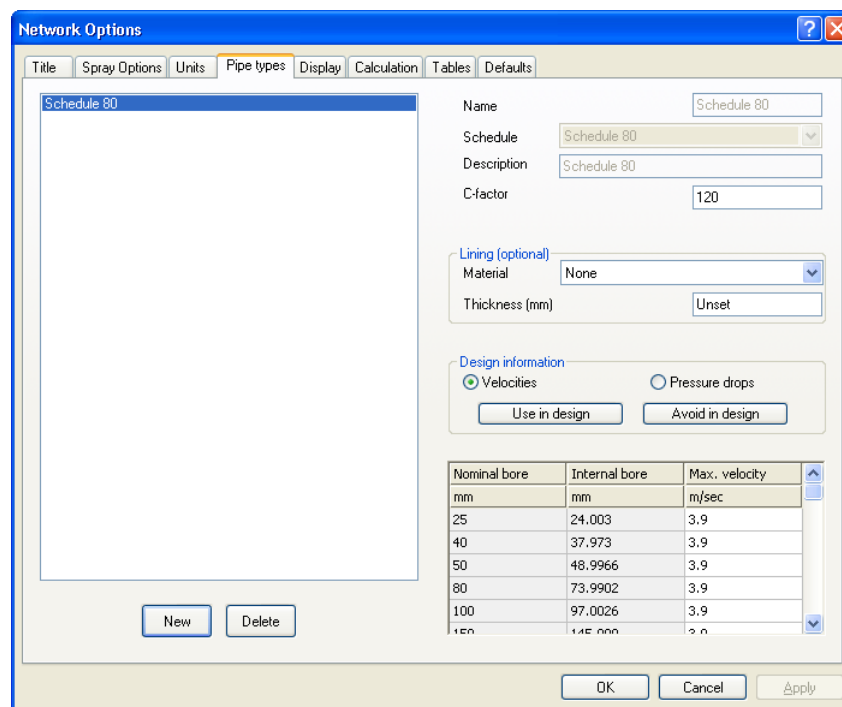 Network Options
Title Spray Options Units Pipe types Display Calculation Tables Defaults
Schedule 80
Name Schedule 80
Schedule Schedule 80
Description Schedule 80
C-factor 120
Lining (optional)
Material None
Thickness (mm) Unset
Design information
Velocities Pressure drops
Use in design Avoid in design
Nominal bore Internal bore Max. velocity
mm mm m/sec
25 24.003 3.9
40 37.973 3.9
50 48.9966 3.9
80 73.9902 3.9
100 97.0026 3.9
New Delete
OK Cancel Apply